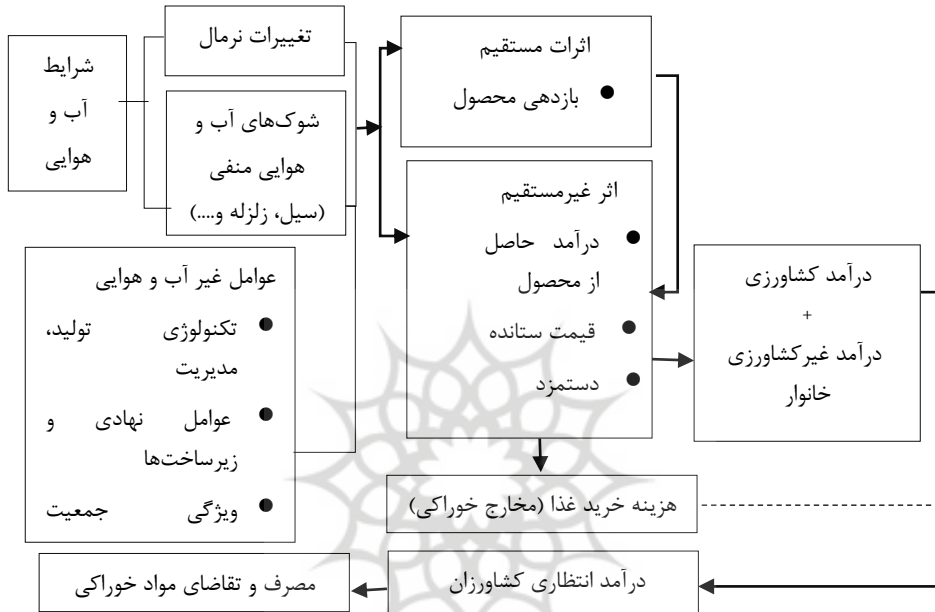 شرایط
آب و
هوایی
تغییرات نرمال
شوک‌های آب و
هوایی منفی
(سیل، زلزله و....)
عوامل غیر آب و هوایی
● تکنولوژی تولید،
مدیریت
● عوامل نهادی و
زیرساخت‌ها
● ویژگی جمعیت
اثرات مستقیم
● بازدهی محصول
اثر غیرمستقیم
● درآمد حاصل
از محصول
● قیمت ستانده
● دستمزد
درآمد کشاورزی
+
درآمد غیرکشاورزی
خانوار
هزینه خرید غذا (مخارج خوراکی)
درآمد انتظاری کشاورزان
مصرف و تقاضای مواد خوراکی